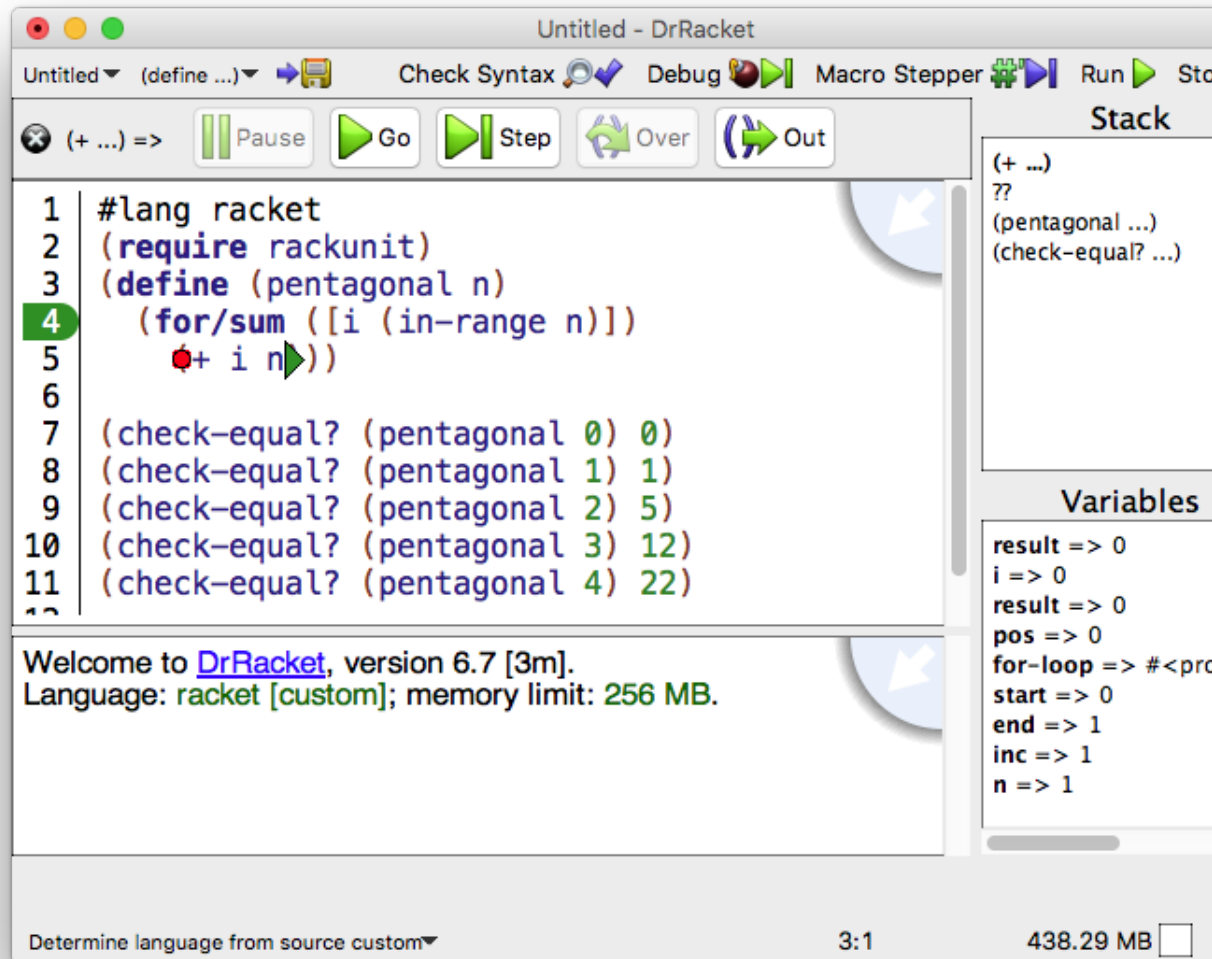 Untitled - DrRacket
Untitled (define ...) Check Syntax Debug Macro Stepper Run Sto
(+ ...) => Pause Go Step Over Out
1 #lang racket
2 (require rackunit)
3 (define (pentagonal n)
4 (for/sum ([i (in-range n)])
5 (+ i n)))
6
7 (check-equal? (pentagonal 0) 0)
8 (check-equal? (pentagonal 1) 1)
9 (check-equal? (pentagonal 2) 5)
10 (check-equal? (pentagonal 3) 12)
11 (check-equal? (pentagonal 4) 22)
Welcome to DrRacket, version 6.7 [3m].
Language: racket [custom]; memory limit: 256 MB.
Stack
(+ ...)
??
(pentagonal ...)
(check-equal? ...)
Variables
result => 0
i => 0
result => 0
pos => 0
for-loop => #<pro
start => 0
end => 1
inc => 1
n => 1
Determine language from source custom 3:1 438.29 MB